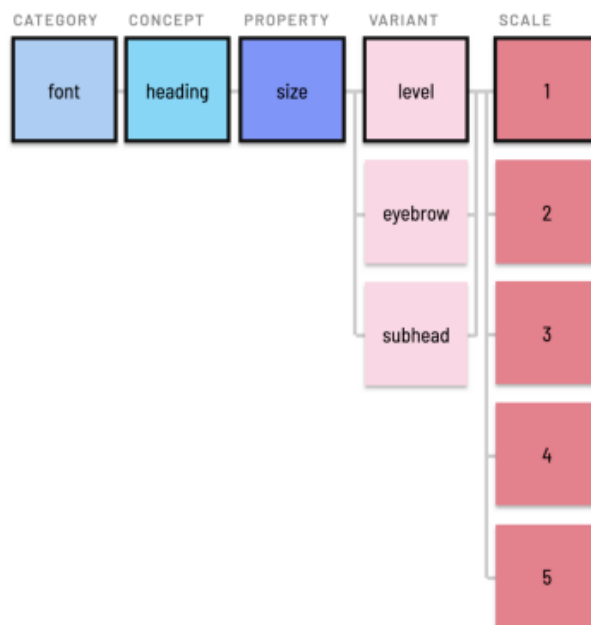 CATEGORY CONCEPT PROPERTY VARIANT SCALE
font heading size level 1
eyebrow 2
subhead 3
4
5